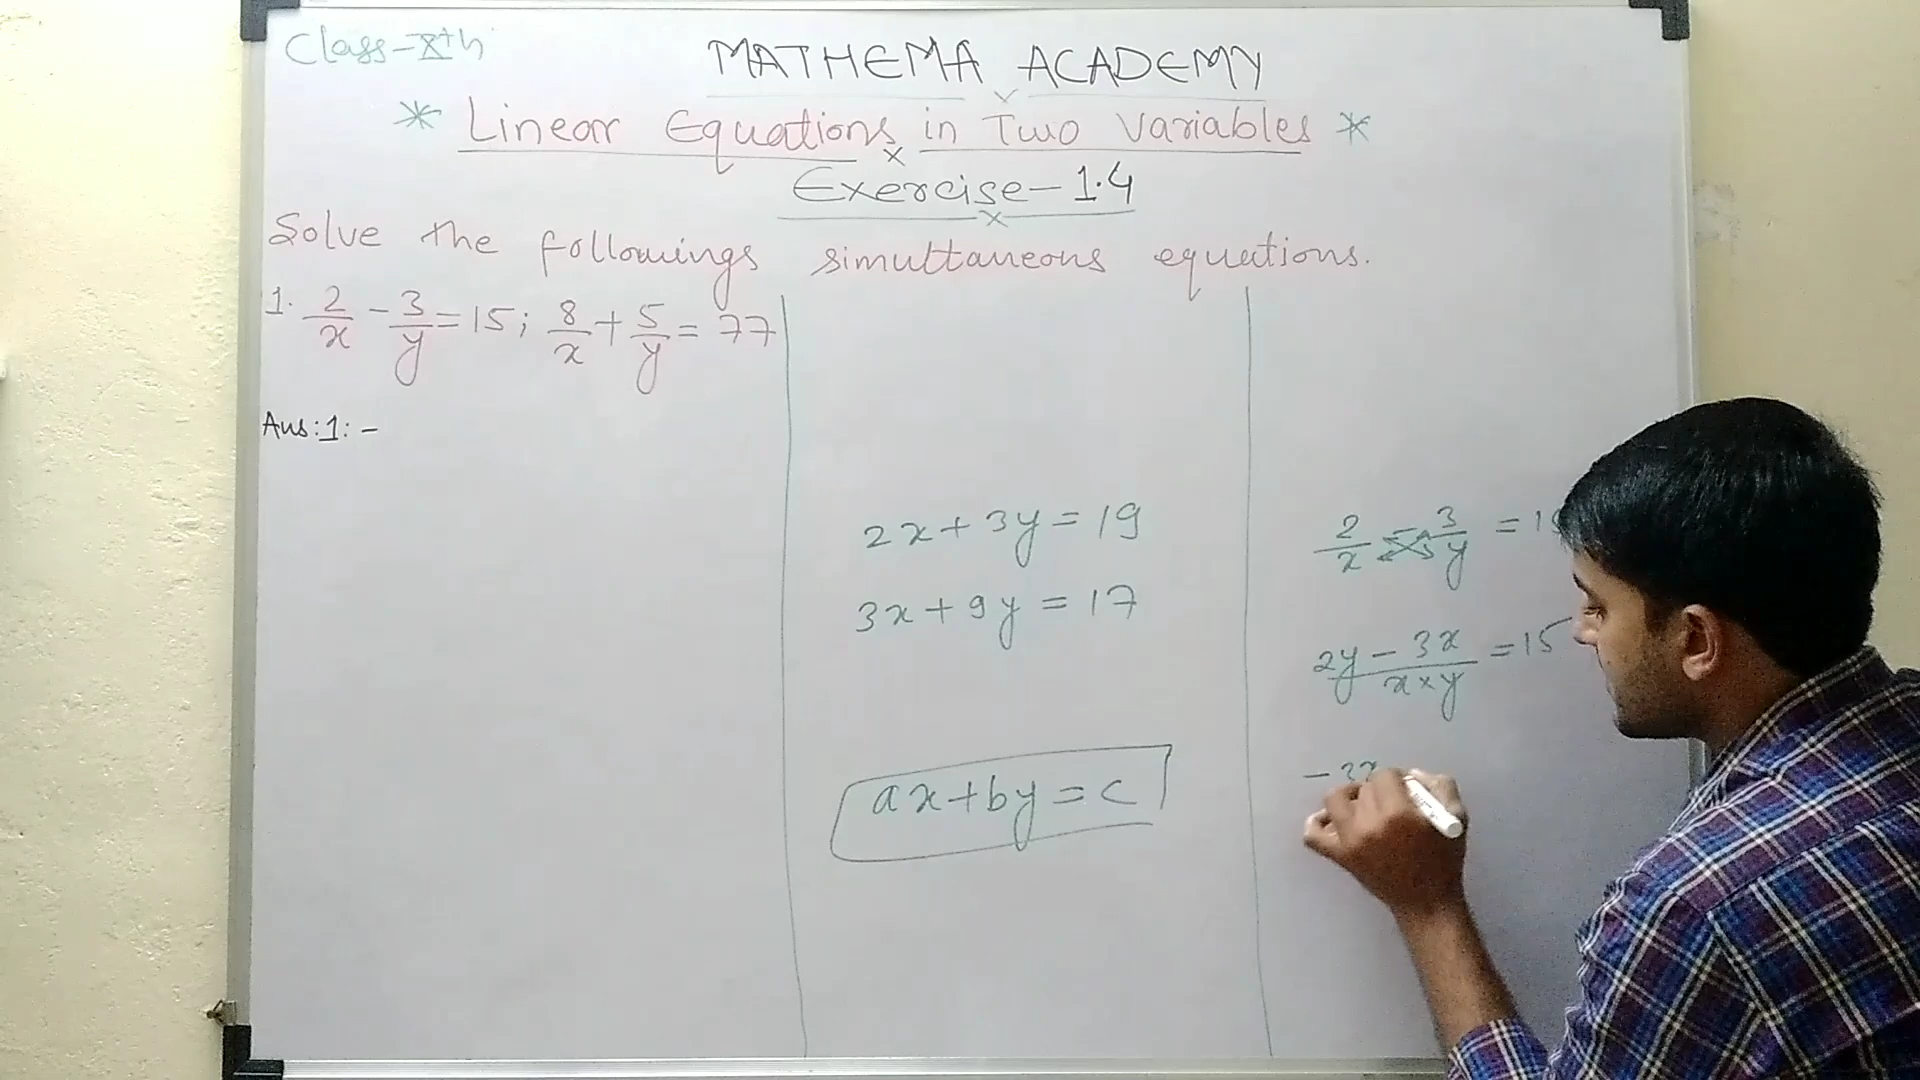 Class-Xth
MATHEMA ACADEMY
* Linear Equations in Two Variables *
Exercise-1.4
Solve the followings simultaneous equations.
1. 2/x - 3/y = 15; 8/x + 5/y = 77
Ans:1:-
2x+3y=19
3x+9y=17
ax+by=c
2/x - 3/y =
2y-3x/x×y =15
-3x